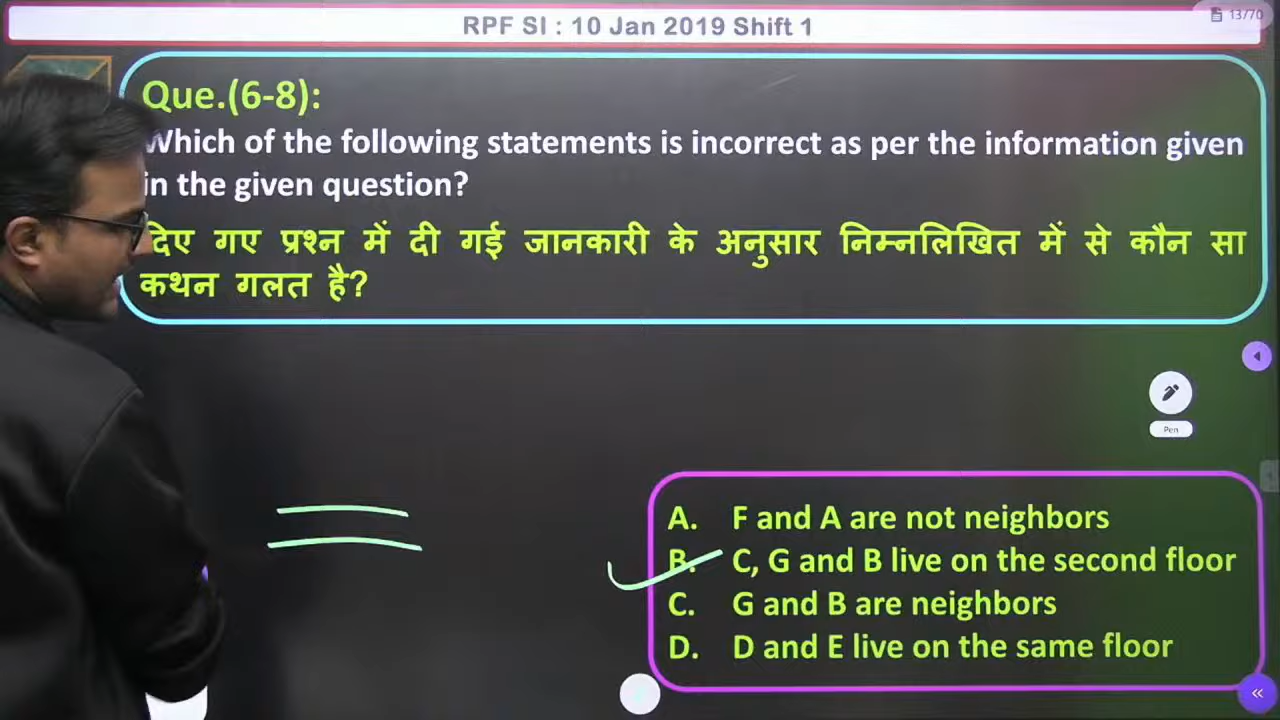 RPF SI : 10 Jan 2019 Shift 1
13/70
Que.(6-8):
Which of the following statements is incorrect as per the information given
in the given question?
दिए गए प्रश्न में दी गई जानकारी के अनुसार निम्नलिखित में से कौन सा
कथन गलत है?
Pen
A. F and A are not neighbors
B. C, G and B live on the second floor
C. G and B are neighbors
D. D and E live on the same floor